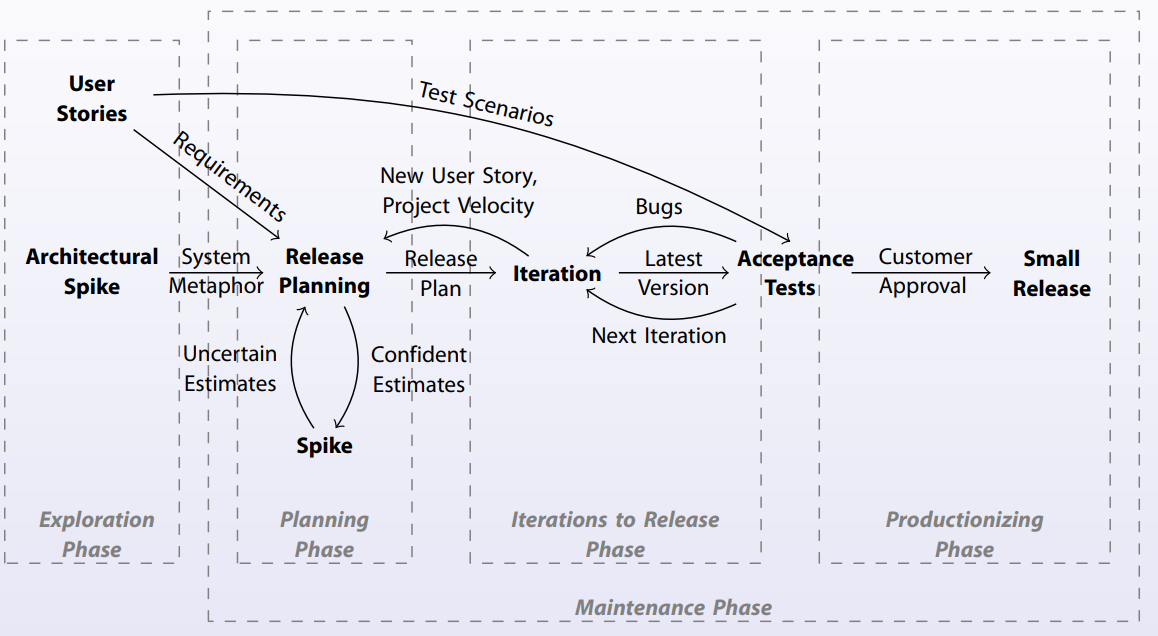 User
Stories
Test Scenarios
Requirements
New User Story,
Project Velocity
Bugs
Architectural
Spike
System
Metaphor
Release
Planning
Release
Plan
Iteration
Latest
Version
Acceptance
Tests
Customer
Approval
Small
Release
Next Iteration
Uncertain
Estimates
Confident
Estimates
Spike
Exploration
Phase
Planning
Phase
Iterations to Release
Phase
Productionizing
Phase
Maintenance Phase